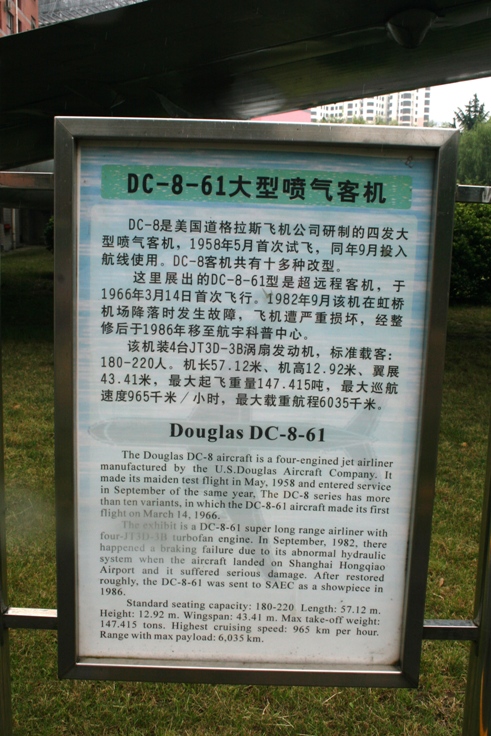 DC-8-61大型喷气客机
DC-8是美国道格拉斯飞机公司研制的四发大
型喷气客机，1958年5月首次试飞，同年9月投入
航线使用。DC-8客机共有十多种改型。
这里展出的DC-8-61型是超远程客机，于
1966年3月14日首次飞行。1982年9月该机在虹桥
机场降落时发生故障，飞机遭严重损坏，经整
修后于1986年移至航宇科普中心。
该机装4台JT3D-3B涡扇发动机，标准载客：
180-220人。机长57.12米、机高12.92米、翼展
43.41米，最大起飞重量147.415吨，最大巡航
速度965千米／小时，最大载重航程6035千米。
Douglas DC-8-61
The Douglas DC-8 aircraft is a four-engined jet airliner
manufactured by the U.S.Douglas Aircraft Company. It
made its maiden test flight in May, 1958 and entered service
in September of the same year, The DC-8 series has more
than ten variants, in which the DC-8-61 aircraft made its first
flight on March 14, 1966.
The exhibit is a DC-8-61 super long range airliner with
four-JT3D-3B turbofan engine. In September, 1982, there
happened a braking failure due to its abnormal hydraulic
system when the aircraft landed on Shanghai Hongqiao
Airport and it suffered serious damage. After restored
roughly, the DC-8-61 was sent to SAEC as a showpiece in
1986.
Standard seating capacity: 180-220 Length: 57.12 m.
Height: 12.92 m. Wingspan: 43.41 m. Max take-off weight:
147.415 tons. Highest cruising speed: 965 km per hour.
Range with max payload: 6,035 km.